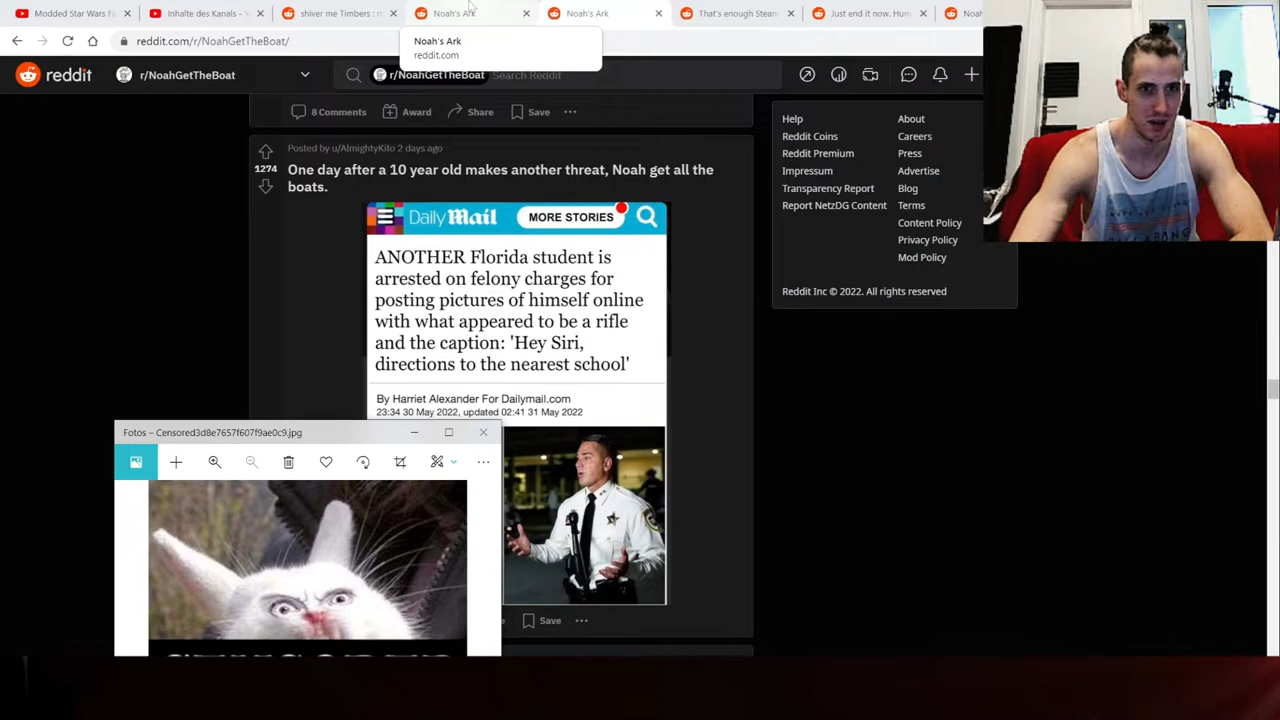 Modded Star Wars Fa
Inhalte des Kanals – W
shiver me Timbers : m
Noah's Ark
Noah's Ark
That's enough Steam
Just end it now. Hum
Noah
reddit.com/r/NoahGetTheBoat/
Noah's Ark
reddit.com
reddit
r/NoahGetTheBoat
r/NoahGetTheBoat
Search Reddit
8 Comments
Award
Share
Save
Posted by u/AlmightyKito 2 days ago
1274
One day after a 10 year old makes another threat, Noah get all the
boats.
Daily Mail
MORE STORIES
ANOTHER Florida student is
arrested on felony charges for
posting pictures of himself online
with what appeared to be a rifle
and the caption: 'Hey Siri,
directions to the nearest school'
By Harriet Alexander For Dailymail.com
23:34 30 May 2022, updated 02:41 31 May 2022
Save
Help
Reddit Coins
Reddit Premium
Impressum
Transparency Report
Report NetzDG Content
About
Careers
Press
Advertise
Blog
Terms
Content Policy
Privacy Policy
Mod Policy
Reddit Inc © 2022. All rights reserved
Fotos – Censored3d8e7657f607f9ae0c9.jpg